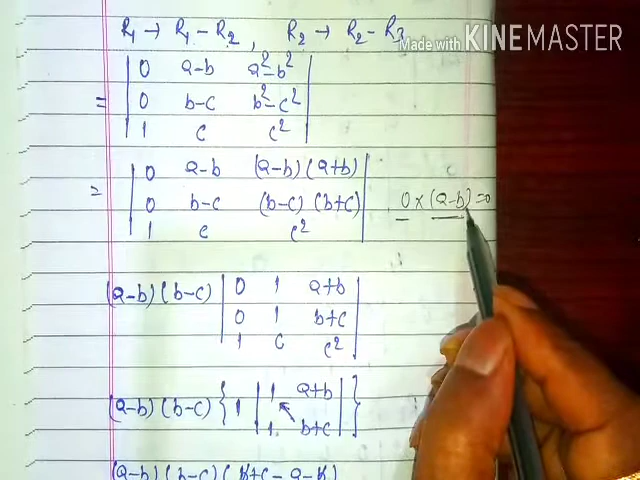 R₁ → R₁ - R₂ , R₂ → R₂ - R₃
Made with KINEMASTER
= | 0 a-b a²-b² |
| 0 b-c b²-c² |
| 1 c c² |
= | 0 a-b (a-b)(a+b) |
| 0 b-c (b-c)(b+c) | 0×(a-b)=0
| 1 c c² |
(a-b)(b-c) | 0 1 a+b |
| 0 1 b+c |
| 1 c c² |
(a-b)(b-c) { 1 | 1 a+b | }
| 1 b+c |
(a-b)(b-c)(b+c-a-b)